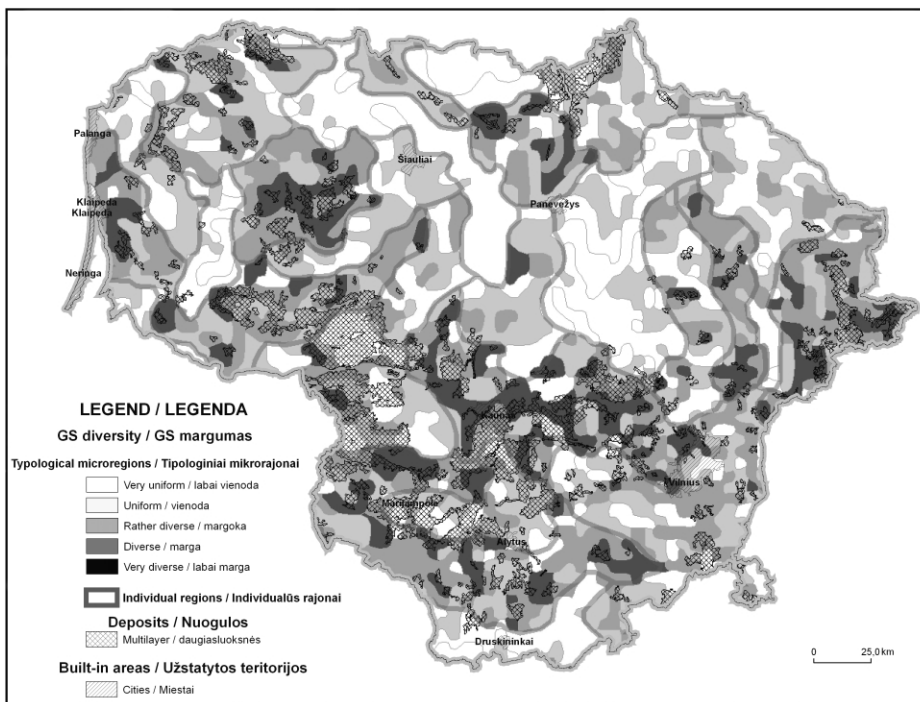 Palanga
Šiauliai
Klaipėda
Klaipėda
Panevėžys
Neringa
Kaunas
Vilnius
Marijampolė
Alytus
Druskininkai
LEGEND / LEGENDA
GS diversity / GS margumas
Typological microregions / Tipologiniai mikrorajonai
Very uniform / labai vienoda
Uniform / vienoda
Rather diverse / margoka
Diverse / marga
Very diverse / labai marga
Individual regions / Individualūs rajonai
Deposits / Nuogulos
Multilayer / daugiasluoksnės
Built-in areas / Užstatytos teritorijos
Cities / Miestai
0 25,0 km